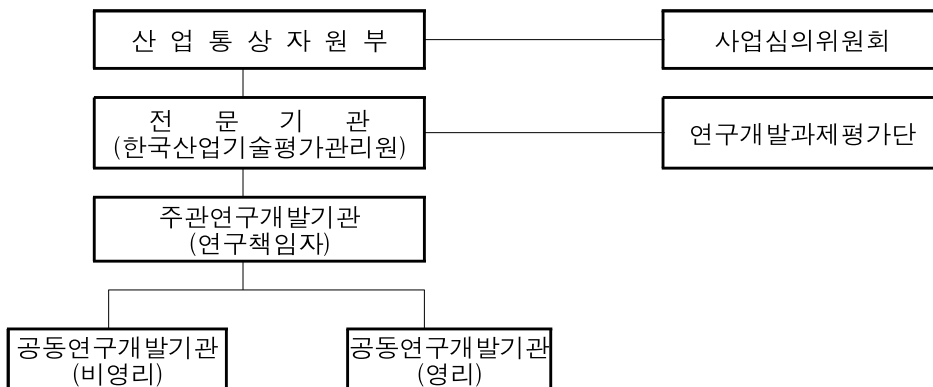 산 업 통 상 자 원 부
사업심의위원회
전 문 기 관
(한국산업기술평가관리원)
연구개발과제평가단
주관연구개발기관
(연구책임자)
공동연구개발기관
(비영리)
공동연구개발기관
(영리)